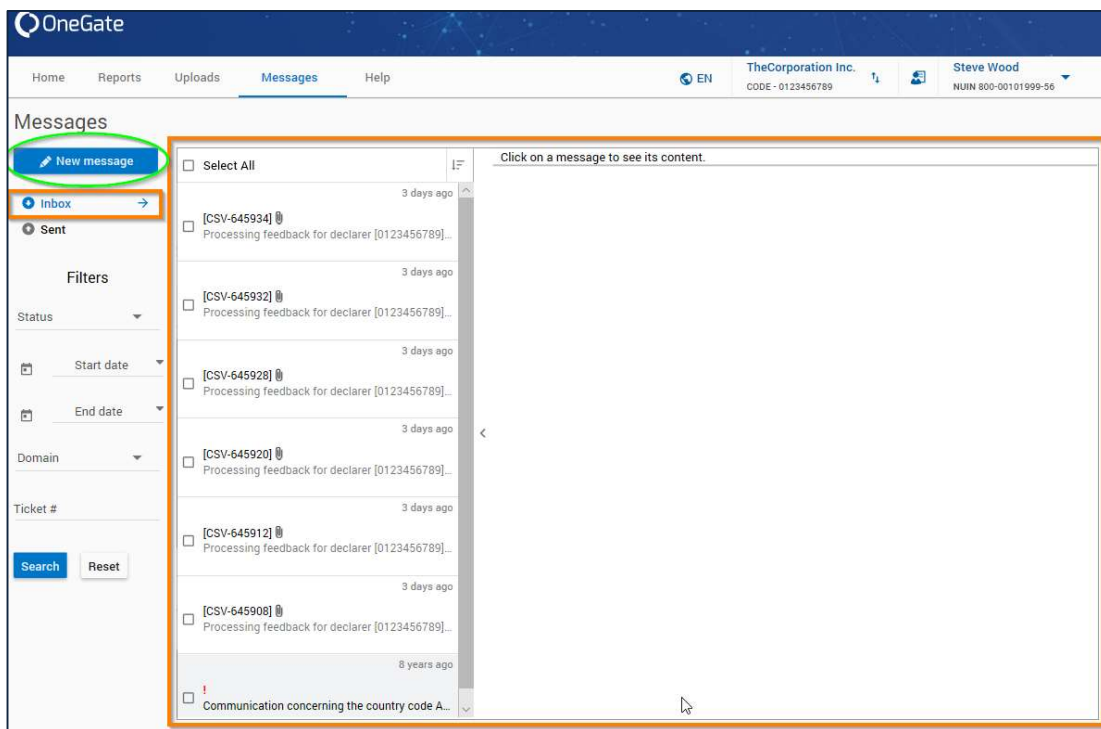 OneGate
Home Reports Uploads Messages Help EN TheCorporation Inc. Steve Wood
CODE - 0123456789 NUIN 800-00101999-56
Messages
New message
Inbox
Sent
Filters
Status
Start date
End date
Domain
Ticket #
Search Reset
Select All
3 days ago
[CSV-645934]
Processing feedback for declarer [0123456789]...
3 days ago
[CSV-645932]
Processing feedback for declarer [0123456789]...
3 days ago
[CSV-645928]
Processing feedback for declarer [0123456789]...
3 days ago
[CSV-645920]
Processing feedback for declarer [0123456789]...
3 days ago
[CSV-645912]
Processing feedback for declarer [0123456789]...
3 days ago
[CSV-645908]
Processing feedback for declarer [0123456789]...
8 years ago
!
Communication concerning the country code A...
Click on a message to see its content.